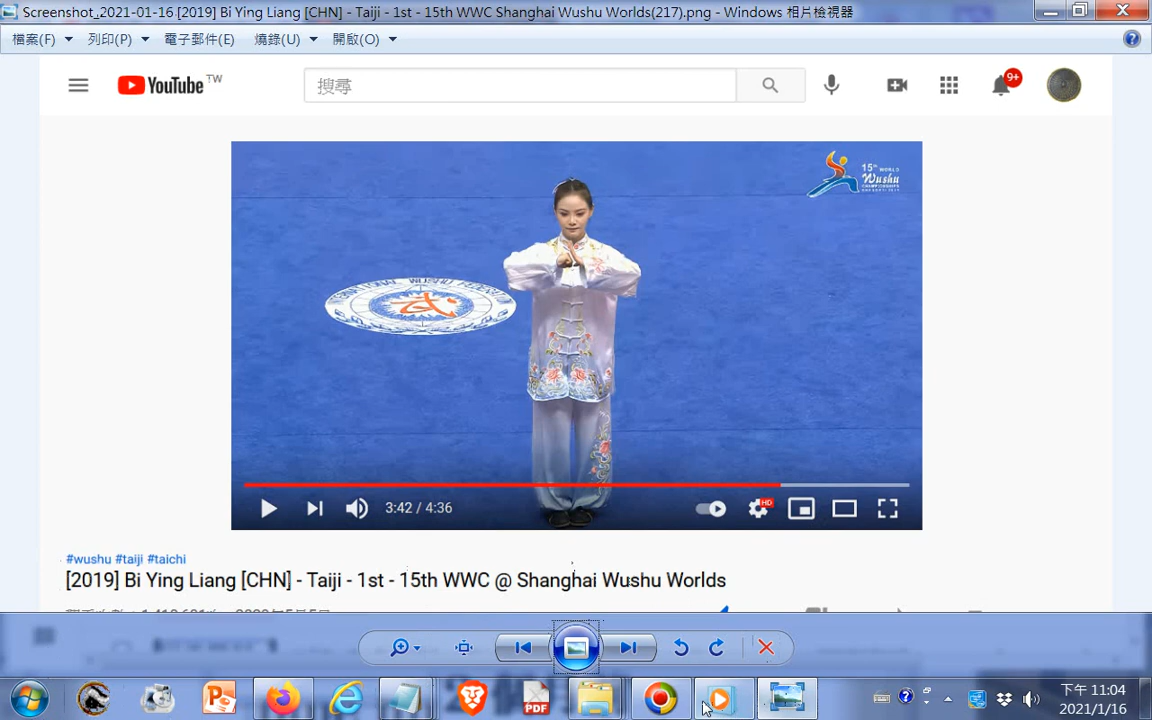 Screenshot_2021-01-16 [2019] Bi Ying Liang [CHN] - Taiji - 1st - 15th WWC Shanghai Wushu Worlds(217).png - Windows 相片檢視器
檔案(F) 列印(P) 電子郵件(E) 燒錄(U) 開啟(O)
YouTube TW
搜尋
9+
15th WORLD
Wushu
CHAMPIONSHIPS
武
3:42 / 4:36
HD
#wushu #taiji #taichi
[2019] Bi Ying Liang [CHN] - Taiji - 1st - 15th WWC @ Shanghai Wushu Worlds
PDF
下午 11:04
2021/1/16